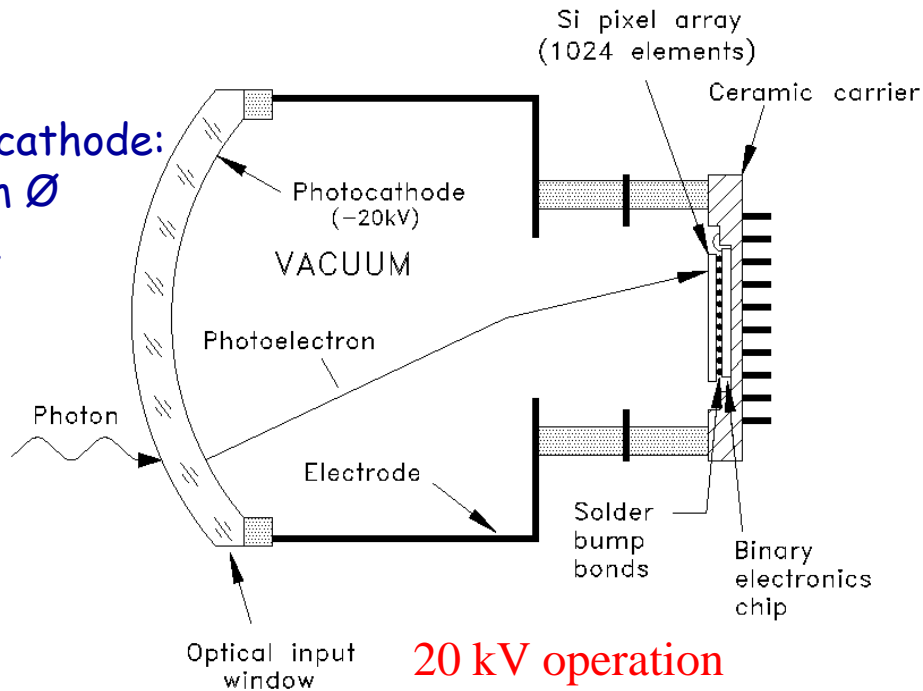 Si pixel array
(1024 elements)
Ceramic carrier
cathode:
Ø
Photocathode
(−20kV)
VACUUM
Photoelectron
Photon
Electrode
Solder
bump
bonds
Binary
electronics
chip
Optical input
window
20 kV operation